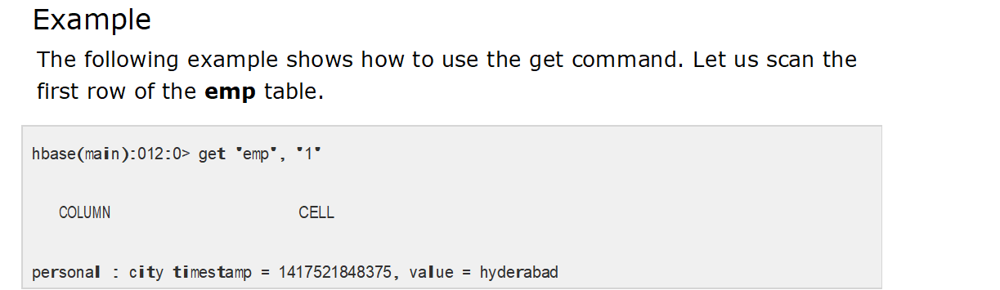 Example
The following example shows how to use the get command. Let us scan the
first row of the emp table.
hbase(main):012:0> get "emp", "1"
COLUMN CELL
personal : city timestamp = 1417521848375, value = hyderabad